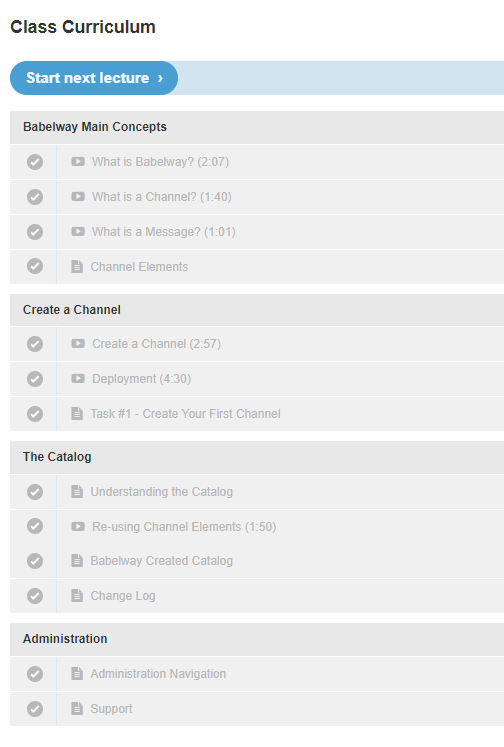 Class Curriculum
Start next lecture ›
Babelway Main Concepts
What is Babelway? (2:07)
What is a Channel? (1:40)
What is a Message? (1:01)
Channel Elements
Create a Channel
Create a Channel (2:57)
Deployment (4:30)
Task #1 - Create Your First Channel
The Catalog
Understanding the Catalog
Re-using Channel Elements (1:50)
Babelway Created Catalog
Change Log
Administration
Administration Navigation
Support